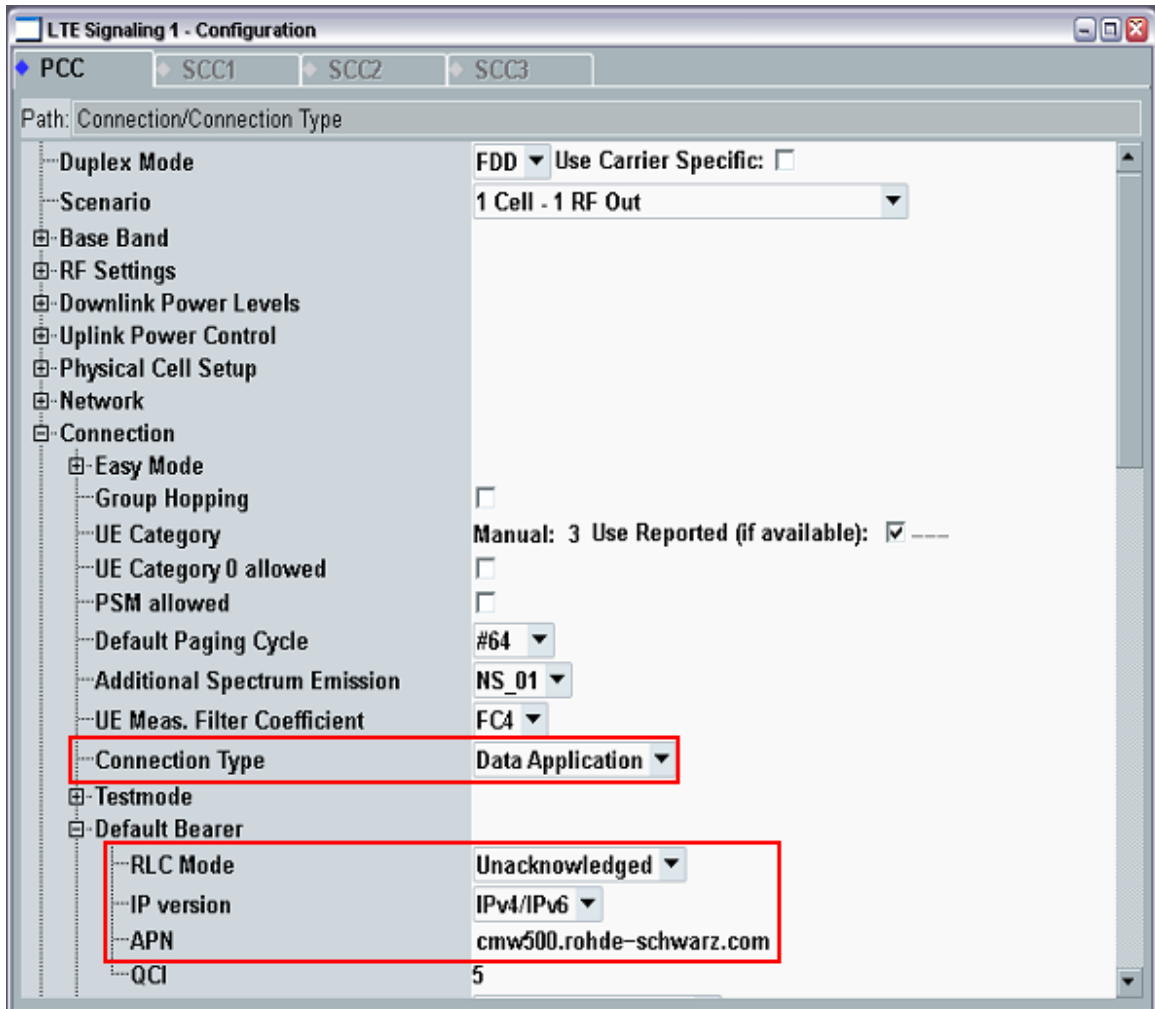 LTE Signaling 1 - Configuration
PCC SCC1 SCC2 SCC3
Path: Connection/Connection Type
Duplex Mode FDD Use Carrier Specific:
Scenario 1 Cell - 1 RF Out
Base Band
RF Settings
Downlink Power Levels
Uplink Power Control
Physical Cell Setup
Network
Connection
Easy Mode
Group Hopping
UE Category Manual: 3 Use Reported (if available): ---
UE Category 0 allowed
PSM allowed
Default Paging Cycle #64
Additional Spectrum Emission NS_01
UE Meas. Filter Coefficient FC4
Connection Type Data Application
Testmode
Default Bearer
RLC Mode Unacknowledged
IP version IPv4/IPv6
APN cmw500.rohde-schwarz.com
QCI 5